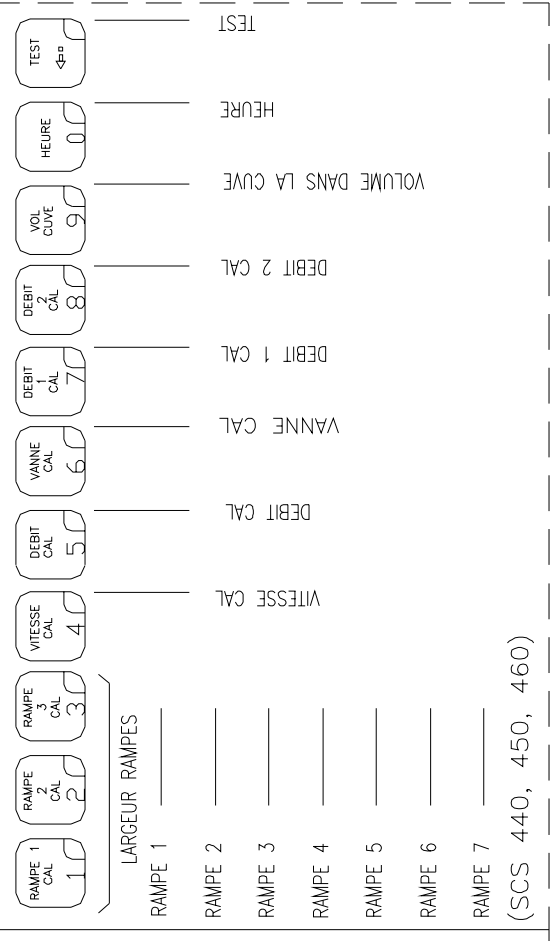 TEST
TEST
HEURE
0
HEURE
VOL
CUVE
9
VOLUME DANS LA CUVE
DEBIT
2
CAL
8
DEBIT 2 CAL
DEBIT
1
CAL
7
DEBIT 1 CAL
VANNE
CAL
6
VANNE CAL
DEBIT
CAL
5
DEBIT CAL
VITESSE
CAL
4
VITESSE CAL
RAMPE
3
CAL
3
RAMPE
2
CAL
2
RAMPE 1
CAL
1
LARGEUR RAMPES
RAMPE 1
RAMPE 2
RAMPE 3
RAMPE 4
RAMPE 5
RAMPE 6
RAMPE 7
(SCS 440, 450, 460)